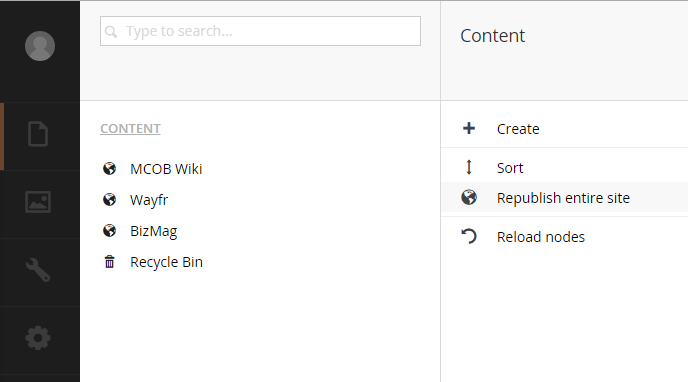 Type to search...
CONTENT
MCOB Wiki
Wayfr
BizMag
Recycle Bin
Content
Create
Sort
Republish entire site
Reload nodes